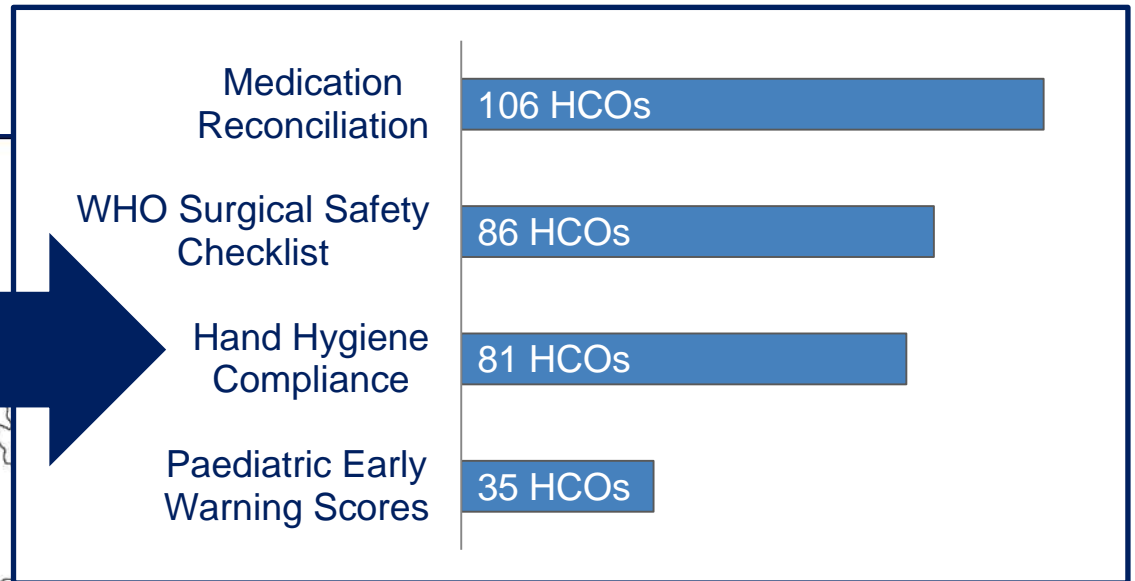 Medication
Reconciliation
106 HCOs
WHO Surgical Safety
Checklist
86 HCOs
Hand Hygiene
Compliance
81 HCOs
Paediatric Early
Warning Scores
35 HCOs